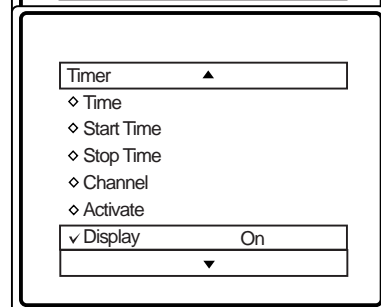 Timer ▲
◇ Time
◇ Start Time
◇ Stop Time
◇ Channel
◇ Activate
✓ Display On
▼